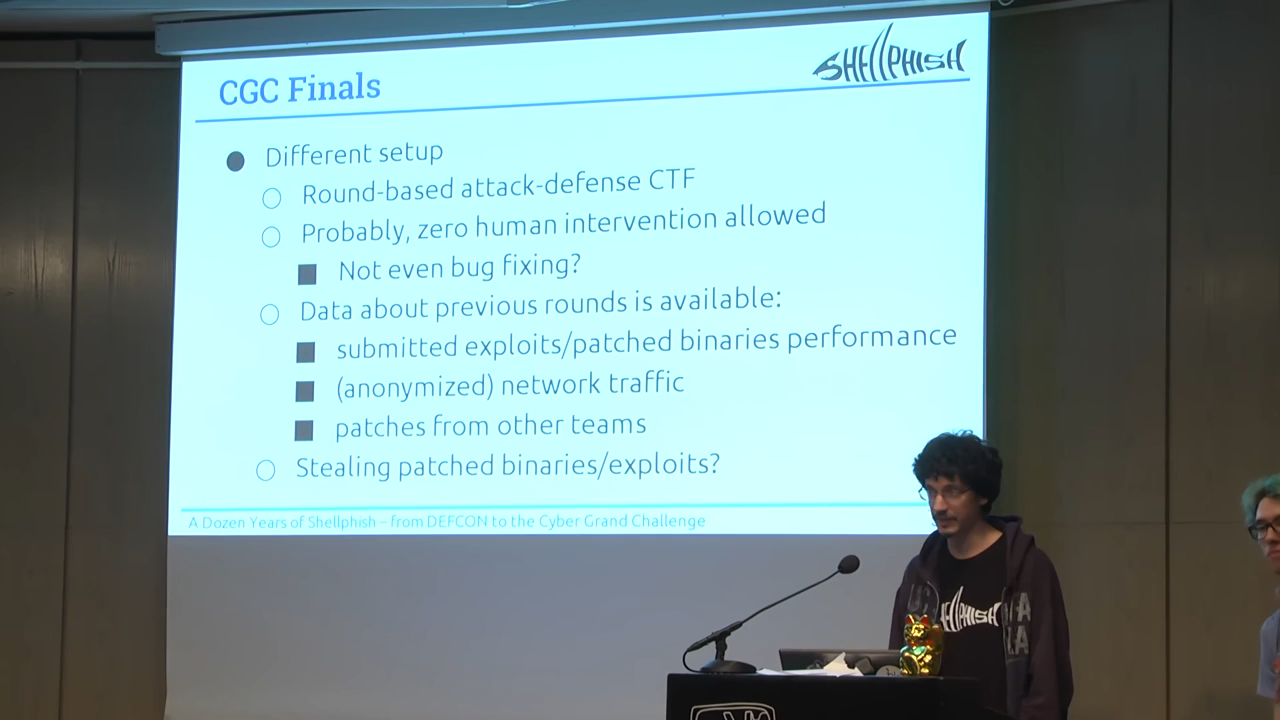 SHELLPHISH
CGC Finals
Different setup
Round-based attack-defense CTF
Probably, zero human intervention allowed
Not even bug fixing?
Data about previous rounds is available:
submitted exploits/patched binaries performance
(anonymized) network traffic
patches from other teams
Stealing patched binaries/exploits?
A Dozen Years of Shellphish – from DEFCON to the Cyber Grand Challenge
SHELLPHISH